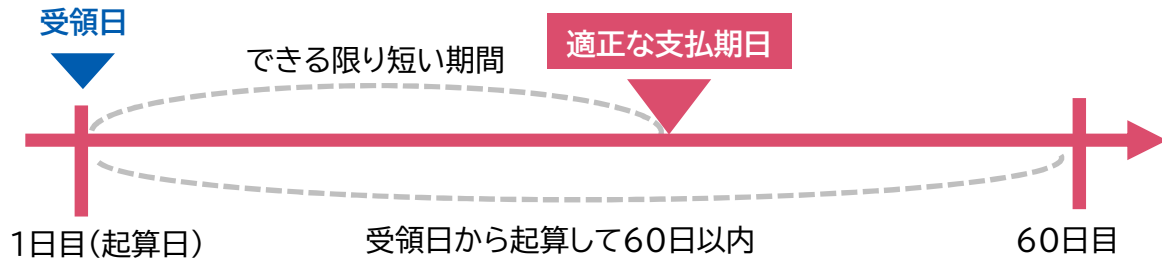 受領日
適正な支払期日
できる限り短い期間
1日目(起算日)
受領日から起算して60日以内
60日目